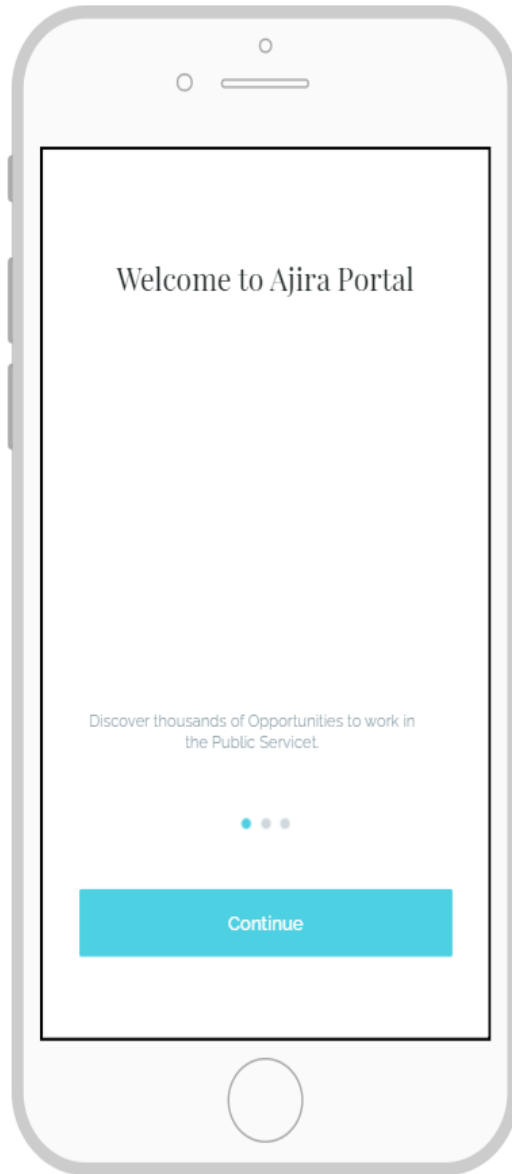 Welcome to Ajira Portal
Discover thousands of Opportunities to work in
the Public Servicet.
Continue